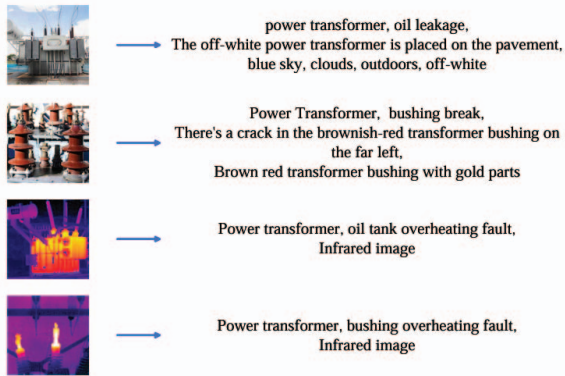 power transformer, oil leakage,
The off-white power transformer is placed on the pavement,
blue sky, clouds, outdoors, off-white
Power Transformer, bushing break,
There's a crack in the brownish-red transformer bushing on
the far left,
Brown red transformer bushing with gold parts
Power transformer, oil tank overheating fault,
Infrared image
Power transformer, bushing overheating fault,
Infrared image